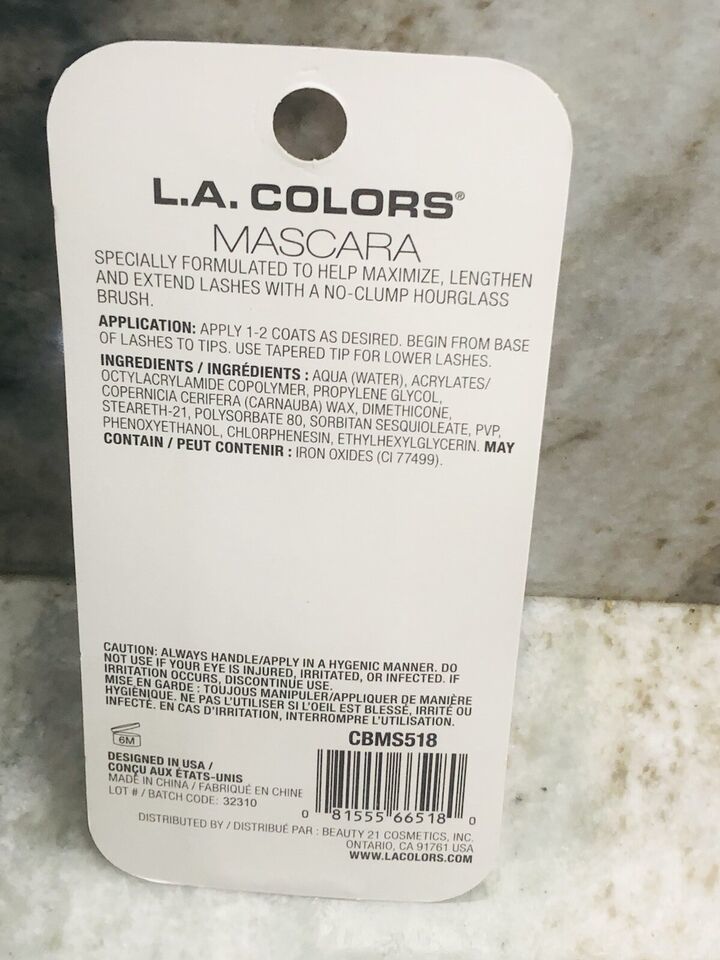 L.A. COLORS®
MASCARA
SPECIALLY FORMULATED TO HELP MAXIMIZE, LENGTHEN
AND EXTEND LASHES WITH A NO-CLUMP HOURGLASS
BRUSH.
APPLICATION: APPLY 1-2 COATS AS DESIRED. BEGIN FROM BASE
OF LASHES TO TIPS. USE TAPERED TIP FOR LOWER LASHES.
INGREDIENTS / INGRÉDIENTS : AQUA (WATER), ACRYLATES/
OCTYLACRYLAMIDE COPOLYMER, PROPYLENE GLYCOL,
COPERNICIA CERIFERA (CARNAUBA) WAX, DIMETHICONE,
STEARETH-21, POLYSORBATE 80, SORBITAN SESQUIOLEATE, PVP,
PHENOXYETHANOL, CHLORPHENESIN, ETHYLHEXYLGLYCERIN. MAY
CONTAIN / PEUT CONTENIR : IRON OXIDES (CI 77499).
CAUTION: ALWAYS HANDLE/APPLY IN A HYGENIC MANNER. DO
NOT USE IF YOUR EYE IS INJURED, IRRITATED, OR INFECTED. IF
IRRITATION OCCURS, DISCONTINUE USE.
MISE EN GARDE : TOUJOUS MANIPULER/APPLIQUER DE MANIÈRE
HYGIÈNIQUE. NE PAS L'UTILISER SI L'OEIL EST BLESSÉ, IRRITÉ OU
INFECTÉ. EN CAS D'IRRITATION, INTERROMPRE L'UTILISATION.
6M
CBMS518
DESIGNED IN USA /
CONÇU AUX ÉTATS-UNIS
MADE IN CHINA / FABRIQUÉ EN CHINE
LOT # / BATCH CODE: 32310
0 81555 66518 0
DISTRIBUTED BY / DISTRIBUÉ PAR : BEAUTY 21 COSMETICS, INC.
ONTARIO, CA 91761 USA
WWW.LACOLORS.COM